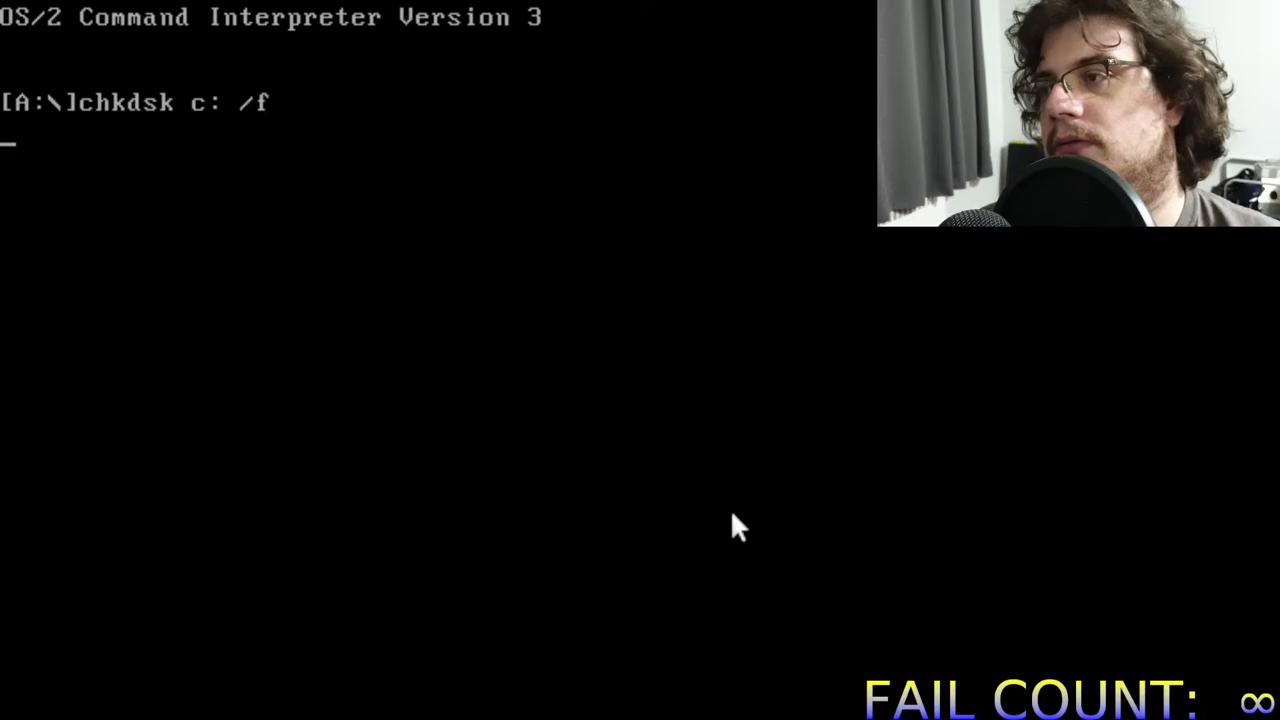 OS/2 Command Interpreter Version 3
[A:\]chkdsk c: /f
FAIL COUNT: ∞